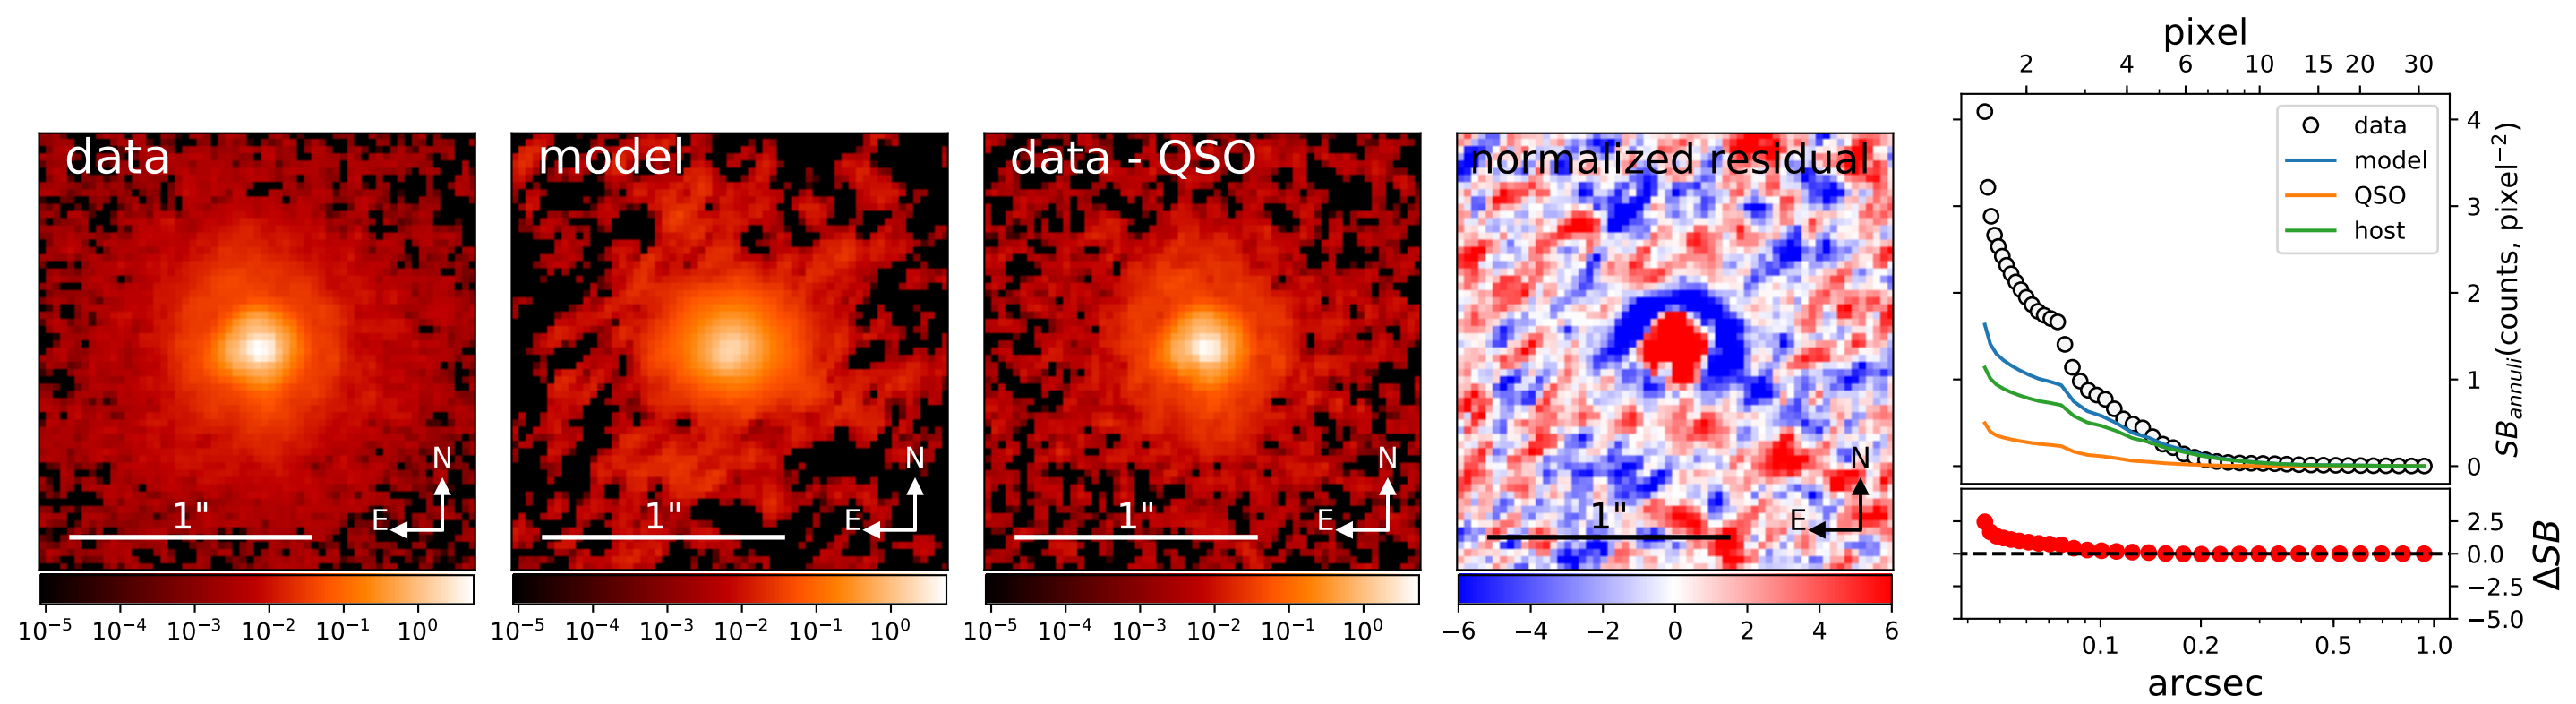 data
1"
E
N
10⁻⁵ 10⁻⁴ 10⁻³ 10⁻² 10⁻¹ 10⁰
model
1"
E
N
10⁻⁵ 10⁻⁴ 10⁻³ 10⁻² 10⁻¹ 10⁰
data - QSO
1"
E
N
10⁻⁵ 10⁻⁴ 10⁻³ 10⁻² 10⁻¹ 10⁰
normalized residual
1"
E
N
−6 −4 −2 0 2 4 6
pixel
2 4 6 10 15 20 30
data
model
QSO
host
4
3
2
1
0
SB_annuli(counts, pixel⁻²)
2.5
0.0
−2.5
−5.0
ΔSB
0.1 0.2 0.5 1.0
arcsec